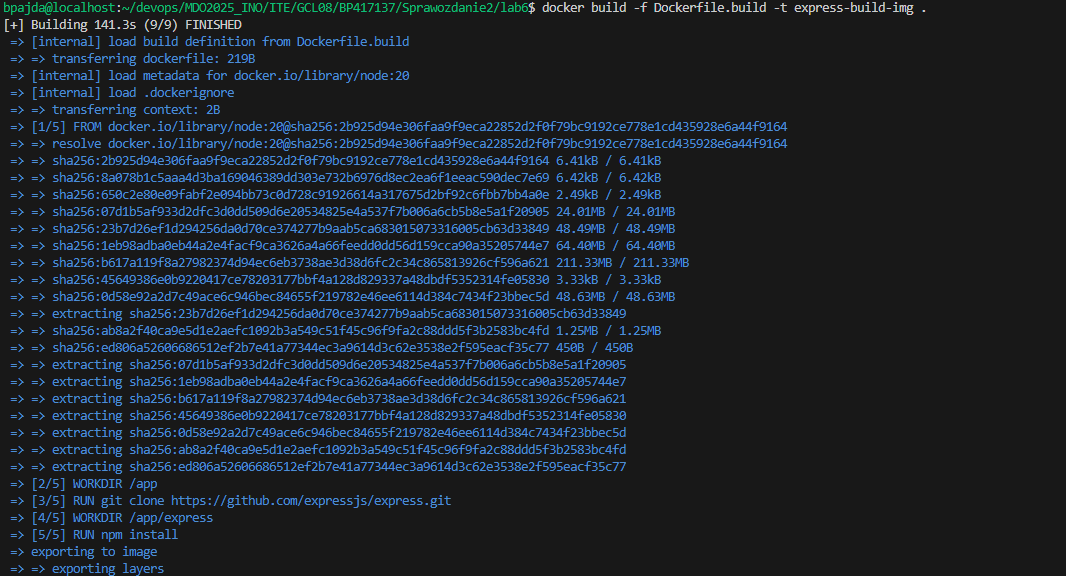 bpajda@localhost:~/devops/MDO2025_INO/ITE/GCL08/BP417137/Sprawozdanie2/lab6$ docker build -f Dockerfile.build -t express-build-img .
[+] Building 141.3s (9/9) FINISHED
=> [internal] load build definition from Dockerfile.build
=> => transferring dockerfile: 219B
=> [internal] load metadata for docker.io/library/node:20
=> [internal] load .dockerignore
=> => transferring context: 2B
=> [1/5] FROM docker.io/library/node:20@sha256:2b925d94e306faa9f9eca22852d2f0f79bc9192ce778e1cd435928e6a44f9164
=> => resolve docker.io/library/node:20@sha256:2b925d94e306faa9f9eca22852d2f0f79bc9192ce778e1cd435928e6a44f9164
=> => sha256:2b925d94e306faa9f9eca22852d2f0f79bc9192ce778e1cd435928e6a44f9164 6.41kB / 6.41kB
=> => sha256:8a078b1c5aaa4d3ba169046389dd303e732b6976d8ec2ea6f1eeac590dec7e69 6.42kB / 6.42kB
=> => sha256:650c2e80e09fabf2e094bb73c0d728c91926614a317675d2bf92c6fbb7bb4a0e 2.49kB / 2.49kB
=> => sha256:07d1b5af933d2dfc3d0dd509d6e20534825e4a537f7b006a6cb5b8e5a1f20905 24.01MB / 24.01MB
=> => sha256:23b7d26ef1d294256da0d70ce374277b9aab5ca683015073316005cb63d33849 48.49MB / 48.49MB
=> => sha256:1eb98adba0eb44a2e4facf9ca3626a4a66feedd0dd56d159cca90a35205744e7 64.40MB / 64.40MB
=> => sha256:b617a119f8a27982374d94ec6eb3738ae3d38d6fc2c34c865813926cf596a621 211.33MB / 211.33MB
=> => sha256:45649386e0b9220417ce78203177bbf4a128d829337a48dbdf5352314fe05830 3.33kB / 3.33kB
=> => sha256:0d58e92a2d7c49ace6c946bec84655f219782e46ee6114d384c7434f23bbec5d 48.63MB / 48.63MB
=> => extracting sha256:23b7d26ef1d294256da0d70ce374277b9aab5ca683015073316005cb63d33849
=> => sha256:ab8a2f40ca9e5d1e2aefc1092b3a549c51f45c96f9fa2c88ddd5f3b2583bc4fd 1.25MB / 1.25MB
=> => sha256:ed806a52606686512ef2b7e41a77344ec3a9614d3c62e3538e2f595eacf35c77 450B / 450B
=> => extracting sha256:07d1b5af933d2dfc3d0dd509d6e20534825e4a537f7b006a6cb5b8e5a1f20905
=> => extracting sha256:1eb98adba0eb44a2e4facf9ca3626a4a66feedd0dd56d159cca90a35205744e7
=> => extracting sha256:b617a119f8a27982374d94ec6eb3738ae3d38d6fc2c34c865813926cf596a621
=> => extracting sha256:45649386e0b9220417ce78203177bbf4a128d829337a48dbdf5352314fe05830
=> => extracting sha256:0d58e92a2d7c49ace6c946bec84655f219782e46ee6114d384c7434f23bbec5d
=> => extracting sha256:ab8a2f40ca9e5d1e2aefc1092b3a549c51f45c96f9fa2c88ddd5f3b2583bc4fd
=> => extracting sha256:ed806a52606686512ef2b7e41a77344ec3a9614d3c62e3538e2f595eacf35c77
=> [2/5] WORKDIR /app
=> [3/5] RUN git clone https://github.com/expressjs/express.git
=> [4/5] WORKDIR /app/express
=> [5/5] RUN npm install
=> exporting to image
=> => exporting layers